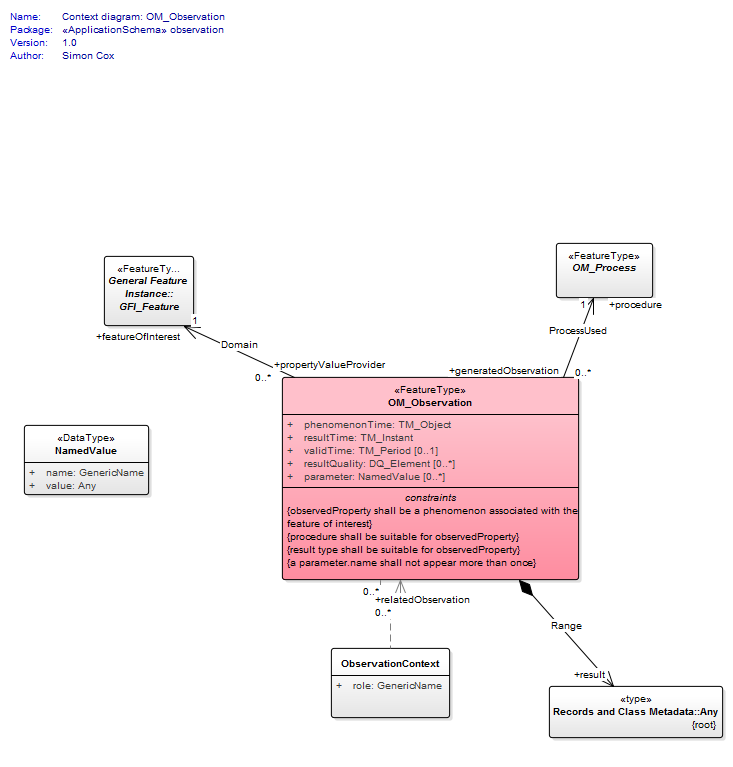 Name: Context diagram: OM_Observation
Package: «ApplicationSchema» observation
Version: 1.0
Author: Simon Cox
«FeatureTy...
General Feature
Instance::
GFI_Feature
«FeatureType»
OM_Process
1
+featureOfInterest
1
+procedure
Domain
ProcessUsed
+propertyValueProvider
0..*
+generatedObservation
0..*
«FeatureType»
OM_Observation
+ phenomenonTime: TM_Object
+ resultTime: TM_Instant
+ validTime: TM_Period [0..1]
+ resultQuality: DQ_Element [0..*]
+ parameter: NamedValue [0..*]
constraints
{observedProperty shall be a phenomenon associated with the
feature of interest}
{procedure shall be suitable for observedProperty}
{result type shall be suitable for observedProperty}
{a parameter.name shall not appear more than once}
«DataType»
NamedValue
+ name: GenericName
+ value: Any
0..*
+relatedObservation
0..*
Range
ObservationContext
+ role: GenericName
+result
«type»
Records and Class Metadata::Any
{root}